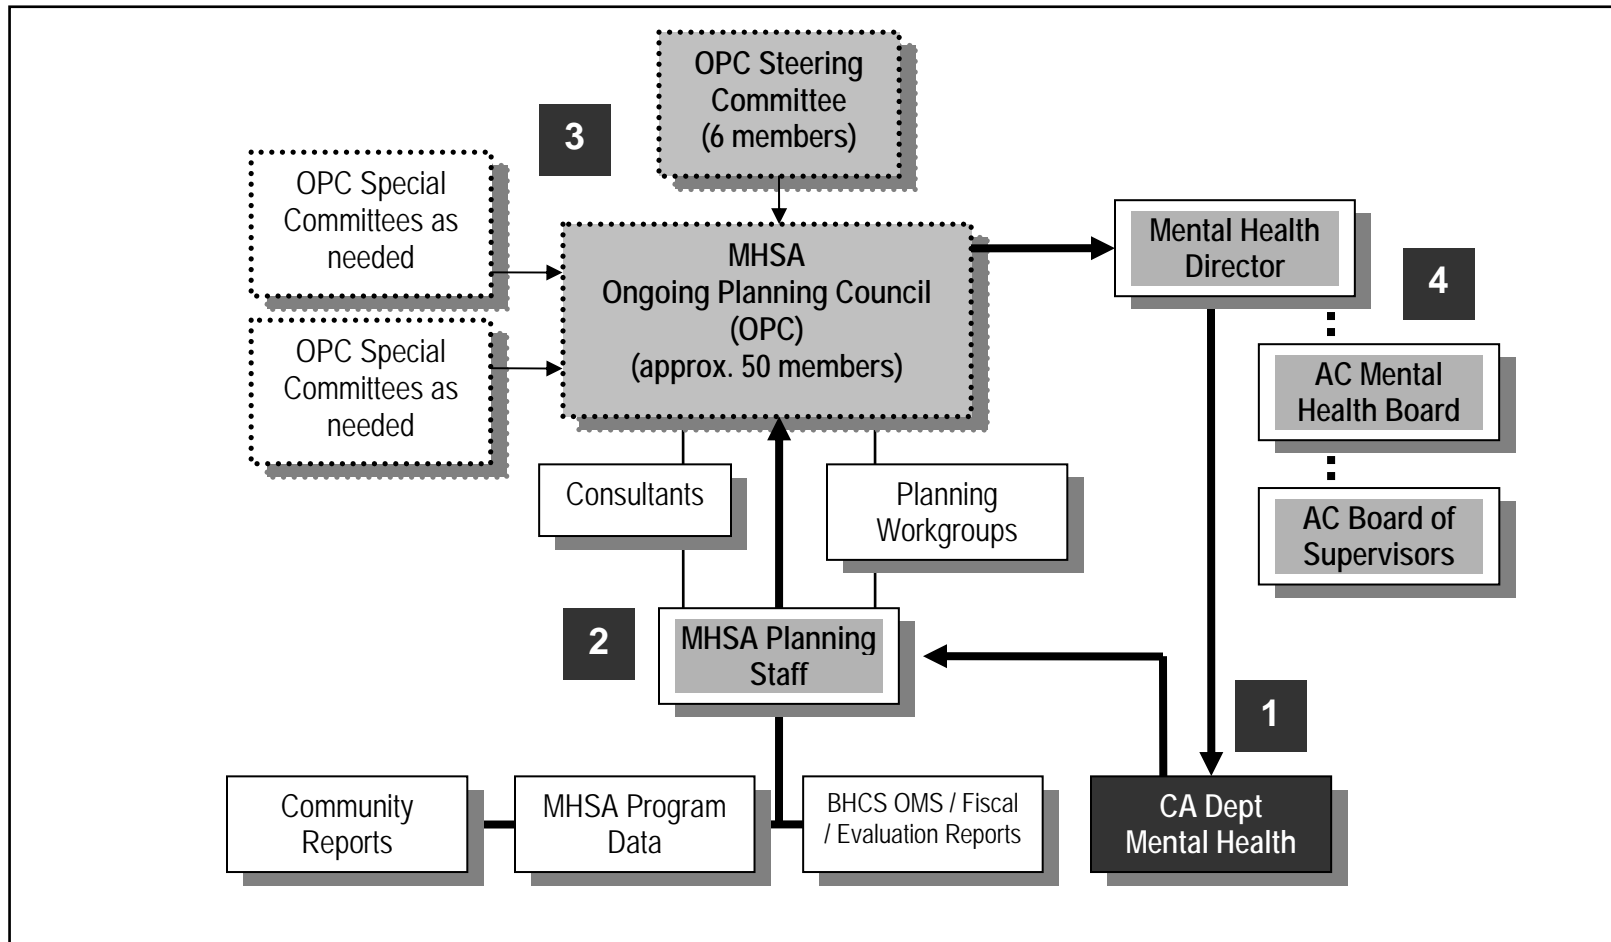 OPC Steering
Committee
(6 members)
3
OPC Special
Committees as
needed
MHSA
Ongoing Planning Council
(OPC)
(approx. 50 members)
Mental Health
Director
4
OPC Special
Committees as
needed
AC Mental
Health Board
Consultants
Planning
Workgroups
AC Board of
Supervisors
2
MHSA Planning
Staff
1
Community
Reports
MHSA Program
Data
BHCS OMS / Fiscal
/ Evaluation Reports
CA Dept
Mental Health